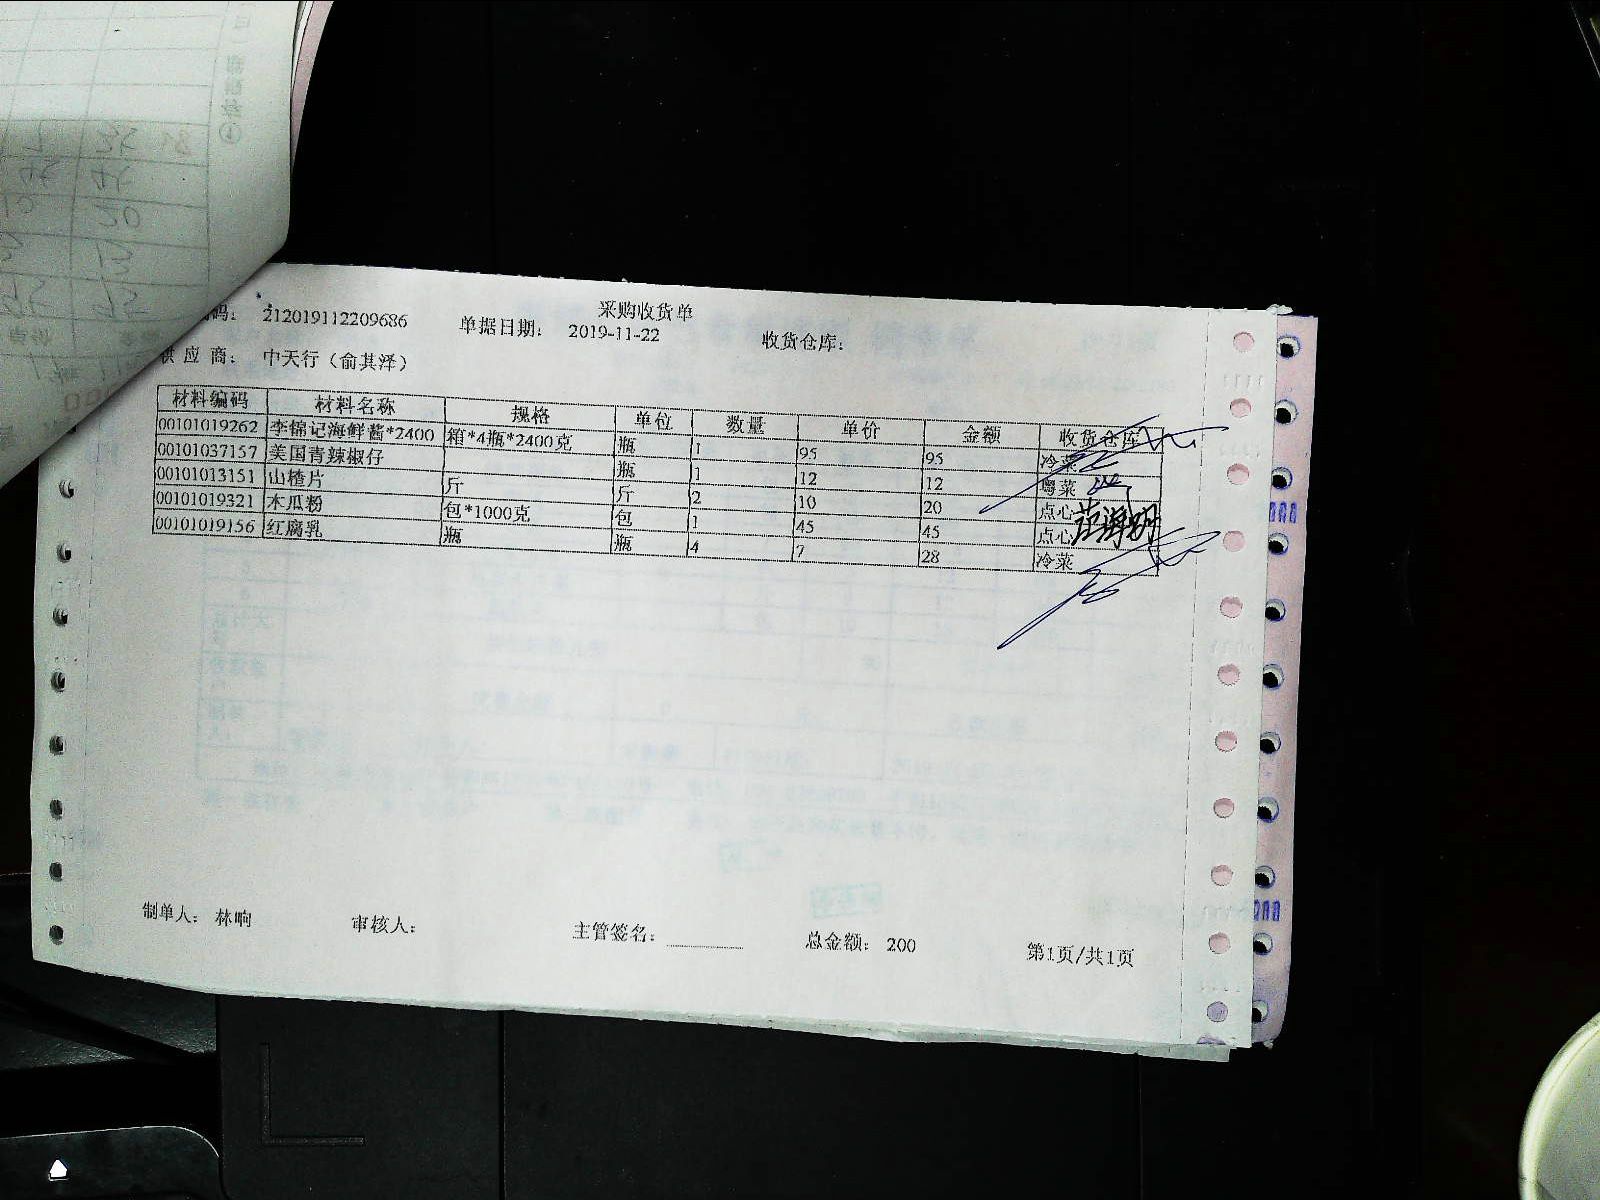 采购收货单
码： 212019112209686 单据日期： 2019-11-22 收货仓库：
供 应 商： 中天行（俞其泽）
材料编码 材料名称 规格 单位 数量 单价 金额 收货仓库
00101019262 李锦记海鲜酱*2400 箱*4瓶*2400克 瓶 1 95 95 冷菜
00101037157 美国青辣椒仔 瓶 1 12 12 粤菜
00101013151 山楂片 斤 斤 2 10 20 点心
00101019321 木瓜粉 包*1000克 包 1 45 45 点心
00101019156 红腐乳 瓶 瓶 4 7 28 冷菜
制单人： 林响 审核人： 主管签名： 总金额： 200 第1页/共1页